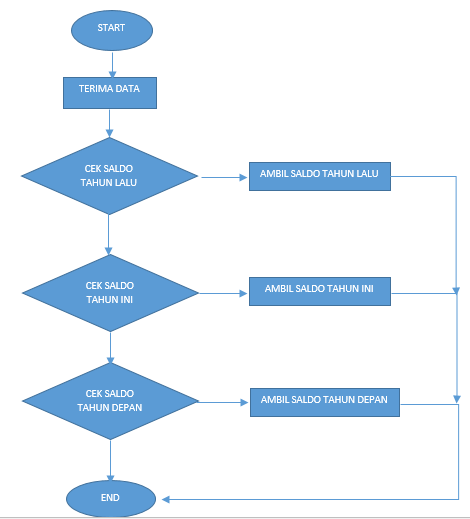 START
TERIMA DATA
CEK SALDO
TAHUN LALU
AMBIL SALDO TAHUN LALU
CEK SALDO
TAHUN INI
AMBIL SALDO TAHUN INI
CEK SALDO
TAHUN DEPAN
AMBIL SALDO TAHUN DEPAN
END